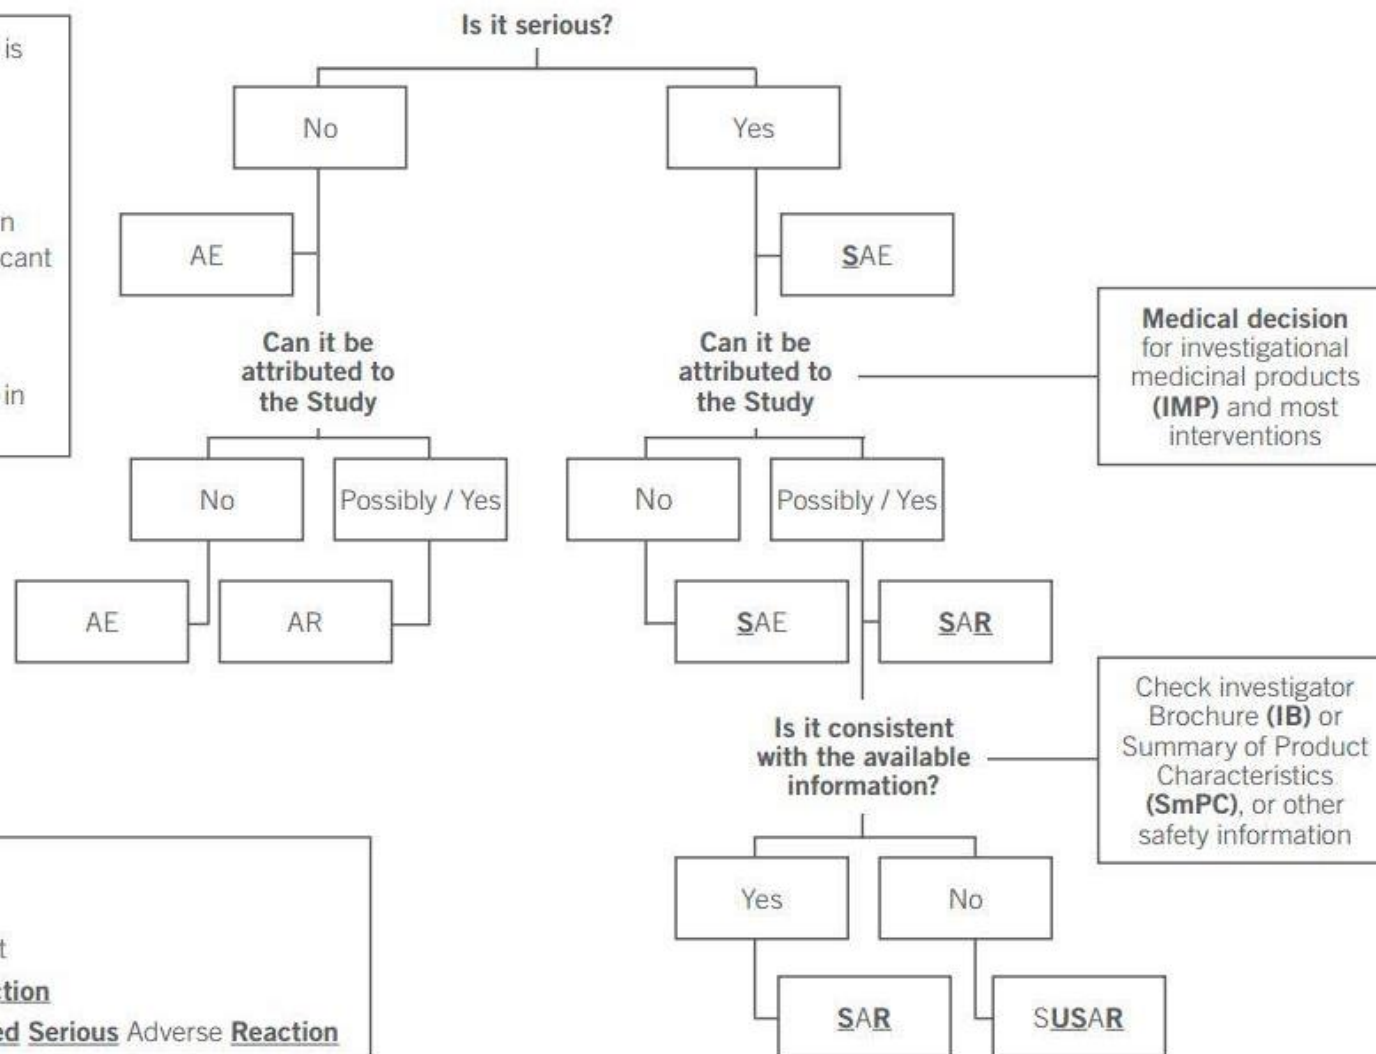 Is it serious?
is
n
cant
in
No
Yes
AE
SAE
Can it be
attributed to
the Study
Can it be
attributed to
the Study
Medical decision
for investigational
medicinal products
(IMP) and most
interventions
No
Possibly / Yes
No
Possibly / Yes
AE
AR
SAE
SAR
Is it consistent
with the available
information?
Check investigator
Brochure (IB) or
Summary of Product
Characteristics
(SmPC), or other
safety information
Yes
No
SAR
SUSAR
t
ction
ed Serious Adverse Reaction